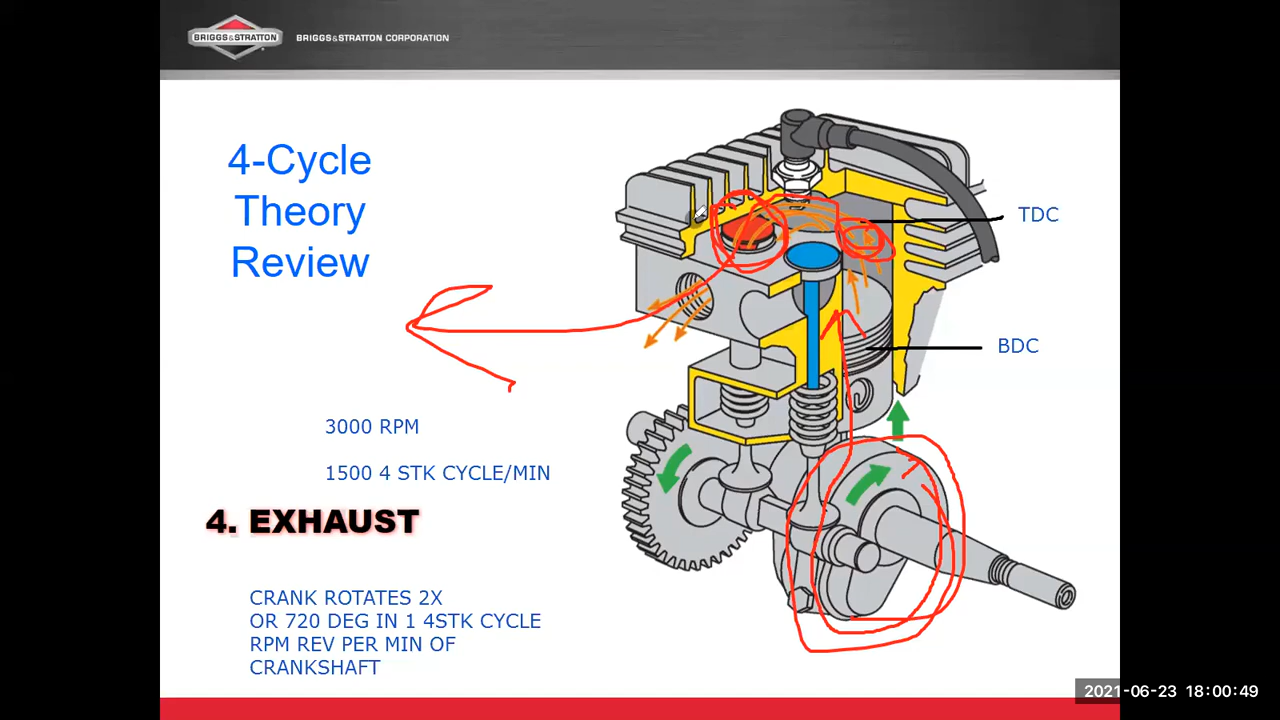 BRIGGS & STRATTON
BRIGGS & STRATTON CORPORATION
4-Cycle
Theory
Review
TDC
BDC
3000 RPM
1500 4 STK CYCLE/MIN
4. EXHAUST
CRANK ROTATES 2X
OR 720 DEG IN 1 4STK CYCLE
RPM REV PER MIN OF
CRANKSHAFT
2021-06-23 18:00:49